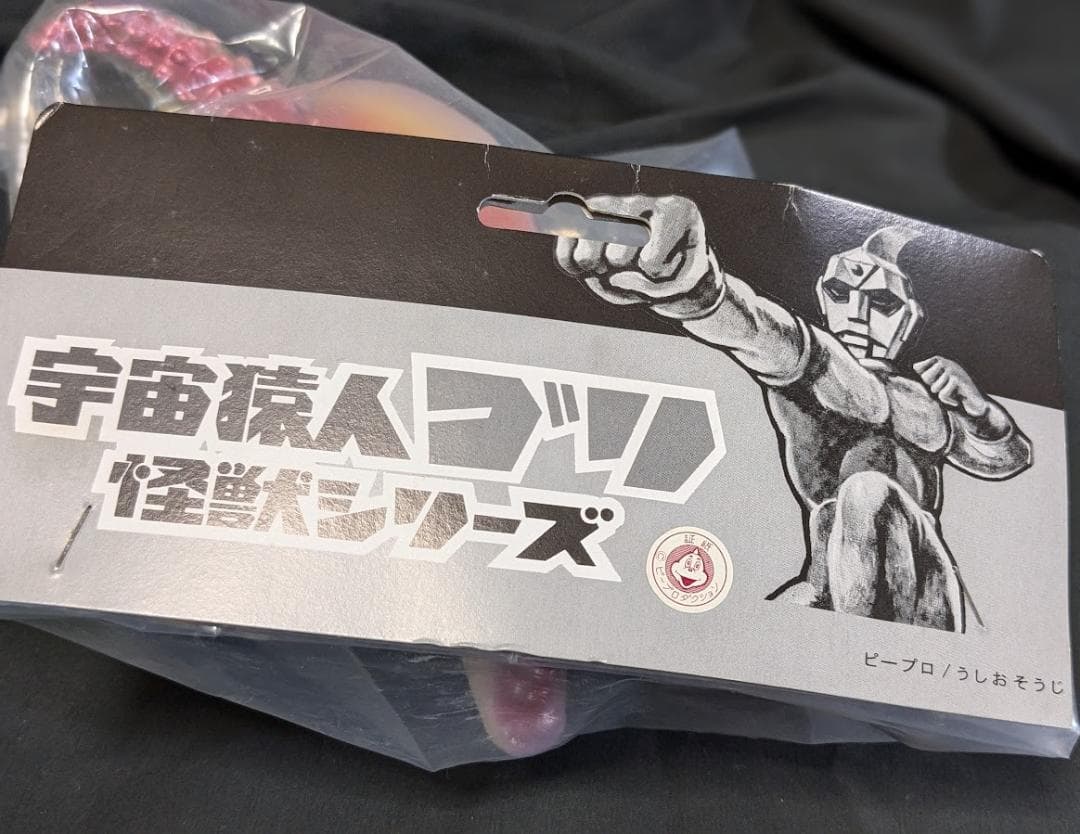 宇宙猿人ゴリ
怪獣シリーズ
証紙
©ピープロダクション
ピープロ/うしおそうじ